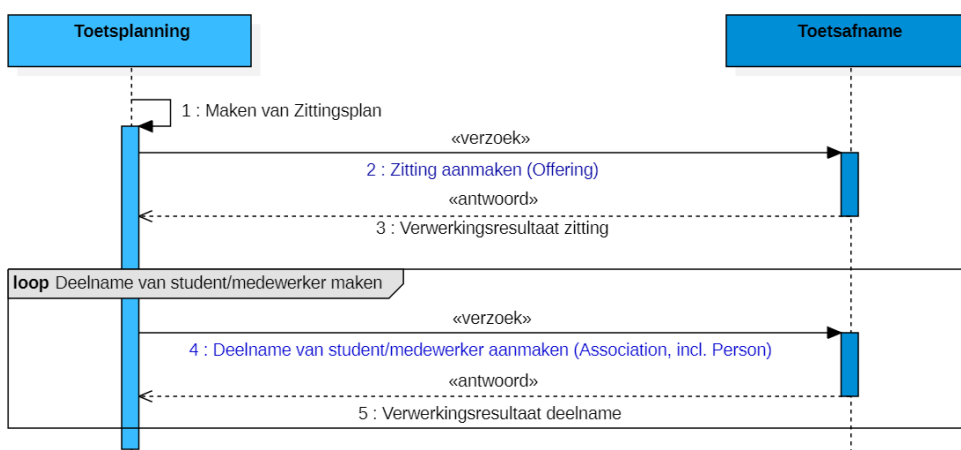 Toetsplanning
Toetsafname
1 : Maken van Zittingsplan
«verzoek»
2 : Zitting aanmaken (Offering)
«antwoord»
3 : Verwerkingsresultaat zitting
loop Deelname van student/medewerker maken
«verzoek»
4 : Deelname van student/medewerker aanmaken (Association, incl. Person)
«antwoord»
5 : Verwerkingsresultaat deelname